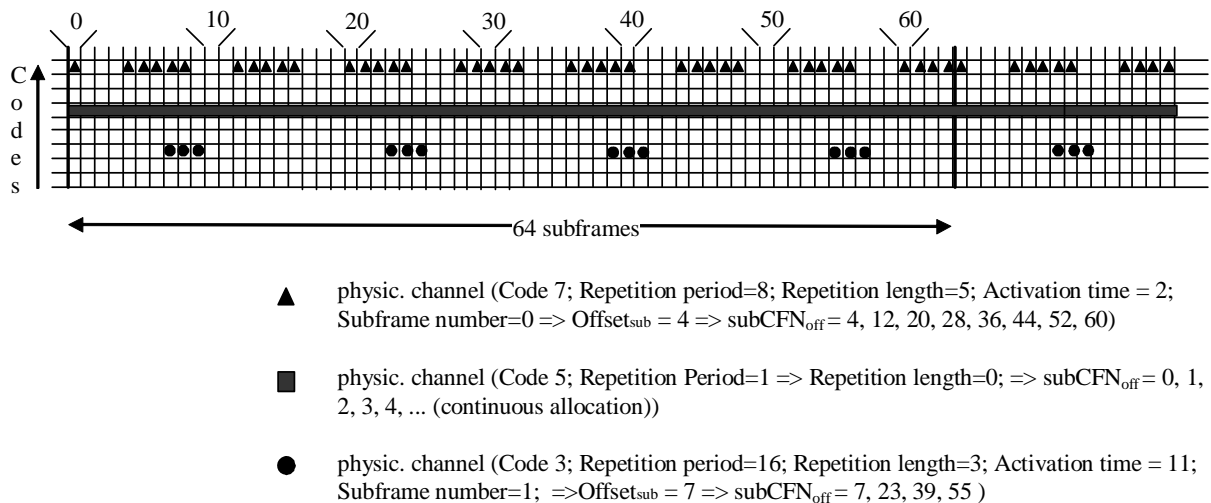 0 10 20 30 40 50 60
C
o
d
e
s
64 subframes
physic. channel (Code 7; Repetition period=8; Repetition length=5; Activation time = 2;
Subframe number=0 => Offsetsub = 4 => subCFNoff = 4, 12, 20, 28, 36, 44, 52, 60)
physic. channel (Code 5; Repetition Period=1 => Repetition length=0; => subCFNoff = 0, 1,
2, 3, 4, ... (continuous allocation))
physic. channel (Code 3; Repetition period=16; Repetition length=3; Activation time = 11;
Subframe number=1; =>Offsetsub = 7 => subCFNoff = 7, 23, 39, 55 )